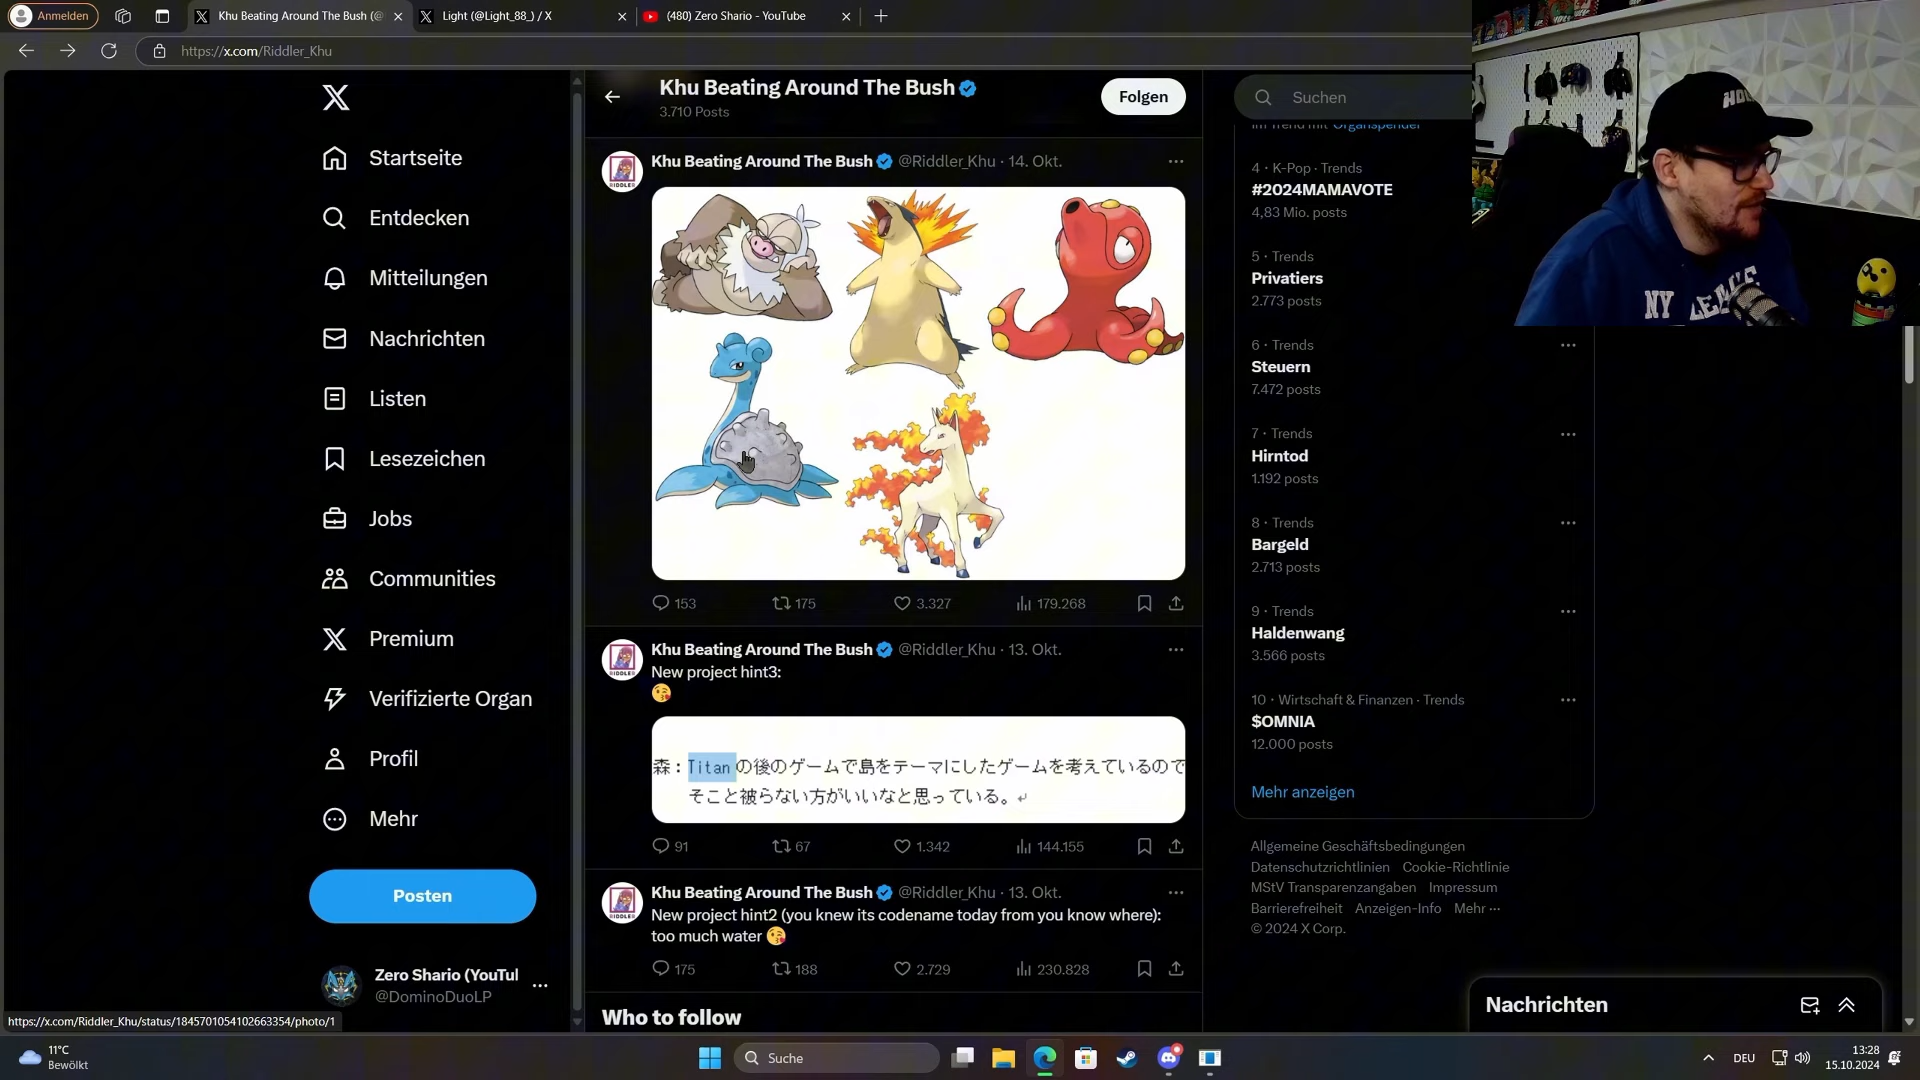 Anmelden
Khu Beating Around The Bush (@
Light (@Light_88_) / X
(480) Zero Shario - YouTube
https://x.com/Riddler_Khu
Startseite
Entdecken
Mitteilungen
Nachrichten
Listen
Lesezeichen
Jobs
Communities
Premium
Verifizierte Organ
Profil
Mehr
Posten
Zero Shario (YouTul
@DominoDuoLP
https://x.com/Riddler_Khu/status/1845701054102663354/photo/1
Khu Beating Around The Bush
3.710 Posts
Folgen
Khu Beating Around The Bush @Riddler_Khu · 14. Okt.
153 175 3.327 179.268
Khu Beating Around The Bush @Riddler_Khu · 13. Okt.
New project hint3:
森：Titanの後のゲームで島をテーマにしたゲームを考えているので
そこと被らない方がいいなと思っている。
91 67 1.342 144.155
Khu Beating Around The Bush @Riddler_Khu · 13. Okt.
New project hint2 (you knew its codename today from you know where):
too much water
175 188 2.729 230.828
Who to follow
Suchen
Im Trend mit Organspender
4 · K-Pop · Trends
#2024MAMAVOTE
4,83 Mio. posts
5 · Trends
Privatiers
2.773 posts
6 · Trends
Steuern
7.472 posts
7 · Trends
Hirntod
1.192 posts
8 · Trends
Bargeld
2.713 posts
9 · Trends
Haldenwang
3.566 posts
10 · Wirtschaft & Finanzen · Trends
$OMNIA
12.000 posts
Mehr anzeigen
Allgemeine Geschäftsbedingungen
Datenschutzrichtlinien Cookie-Richtlinie
MStV Transparenzangaben Impressum
Barrierefreiheit Anzeigen-Info Mehr ···
© 2024 X Corp.
Nachrichten
NY LEAGUE
11°C
Bewölkt
Suche
DEU
13:28
15.10.2024